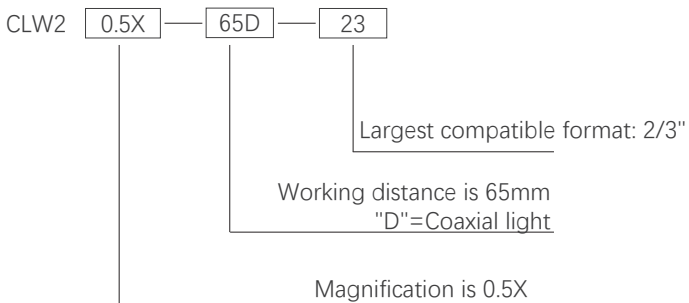 CLW2 0.5X 65D 23
Largest compatible format: 2/3"
Working distance is 65mm
"D"=Coaxial light
Magnification is 0.5X